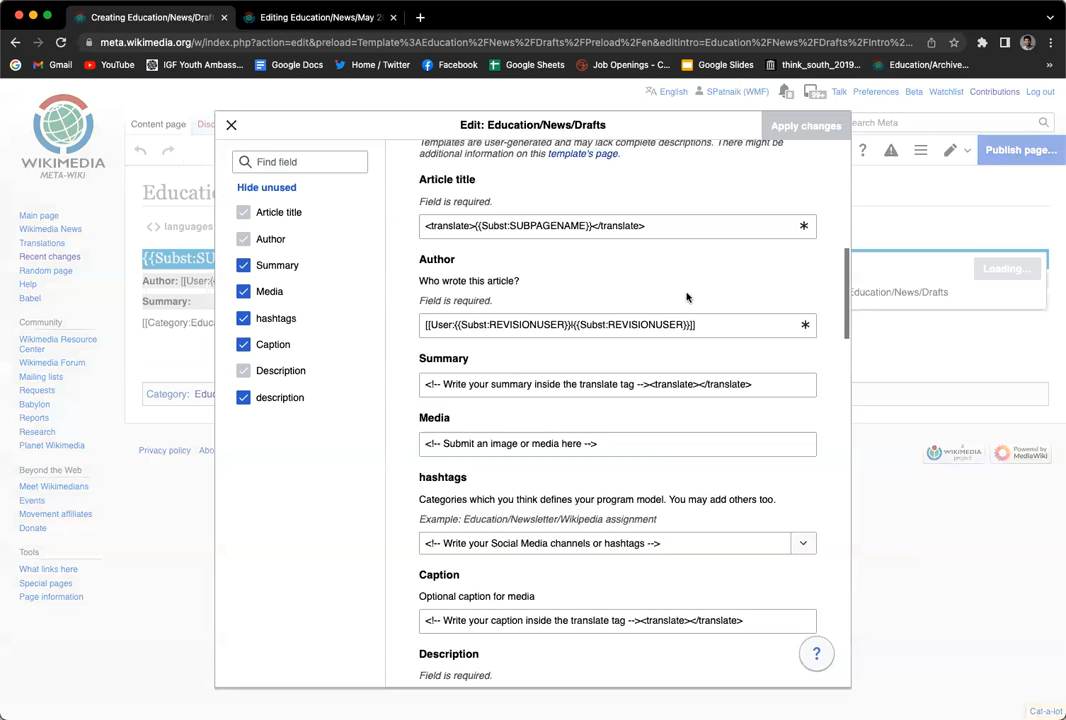 Creating Education/News/Draft
Editing Education/News/May 2
meta.wikimedia.org/w/index.php?action=edit&preload=Template%3AEducation%2FNews%2FDrafts%2FPreload%2Fen&editintro=Education%2FNews%2FDrafts%2FIntro%2F...
Gmail YouTube IGF Youth Ambass... Google Docs Home / Twitter Facebook Google Sheets Job Openings - C... Google Slides think_south_2019... Education/Archive... »
English SPatnaik (WMF) 8 99+ Talk Preferences Beta Watchlist Contributions Log out
Content page Disc
earch Meta
WIKIMEDIA
META-WIKI
Edit: Education/News/Drafts
Apply changes
Publish page...
Find field
Hide unused
Article title
Author
Summary
Media
hashtags
Caption
Description
description
Templates are user-generated and may lack complete descriptions. There might be
additional information on this template's page.
Article title
Field is required.
<translate>{{Subst:SUBPAGENAME}}</translate>
Author
Who wrote this article?
Field is required.
[[User:{{Subst:REVISIONUSER}}|{{Subst:REVISIONUSER}}]]
Summary
<!-- Write your summary inside the translate tag --><translate></translate>
Media
<!-- Submit an image or media here -->
hashtags
Categories which you think defines your program model. You may add others too.
Example: Education/Newsletter/Wikipedia assignment
<!-- Write your Social Media channels or hashtags -->
Caption
Optional caption for media
<!-- Write your caption inside the translate tag --><translate></translate>
Description
Field is required.
Educa
languages
{{Subst:SU
Author: [[User:{
Summary:
[[Category:Educ
Category: Edu
Privacy policy Abo
Loading...
Education/News/Drafts
Main page
Wikimedia News
Translations
Recent changes
Random page
Help
Babel
Community
Wikimedia Resource
Center
Wikimedia Forum
Mailing lists
Requests
Babylon
Reports
Research
Planet Wikimedia
Beyond the Web
Meet Wikimedians
Events
Movement affiliates
Donate
Tools
What links here
Special pages
Page information
WIKIMEDIA
project
Powered by
MediaWiki
Cat-a-lot